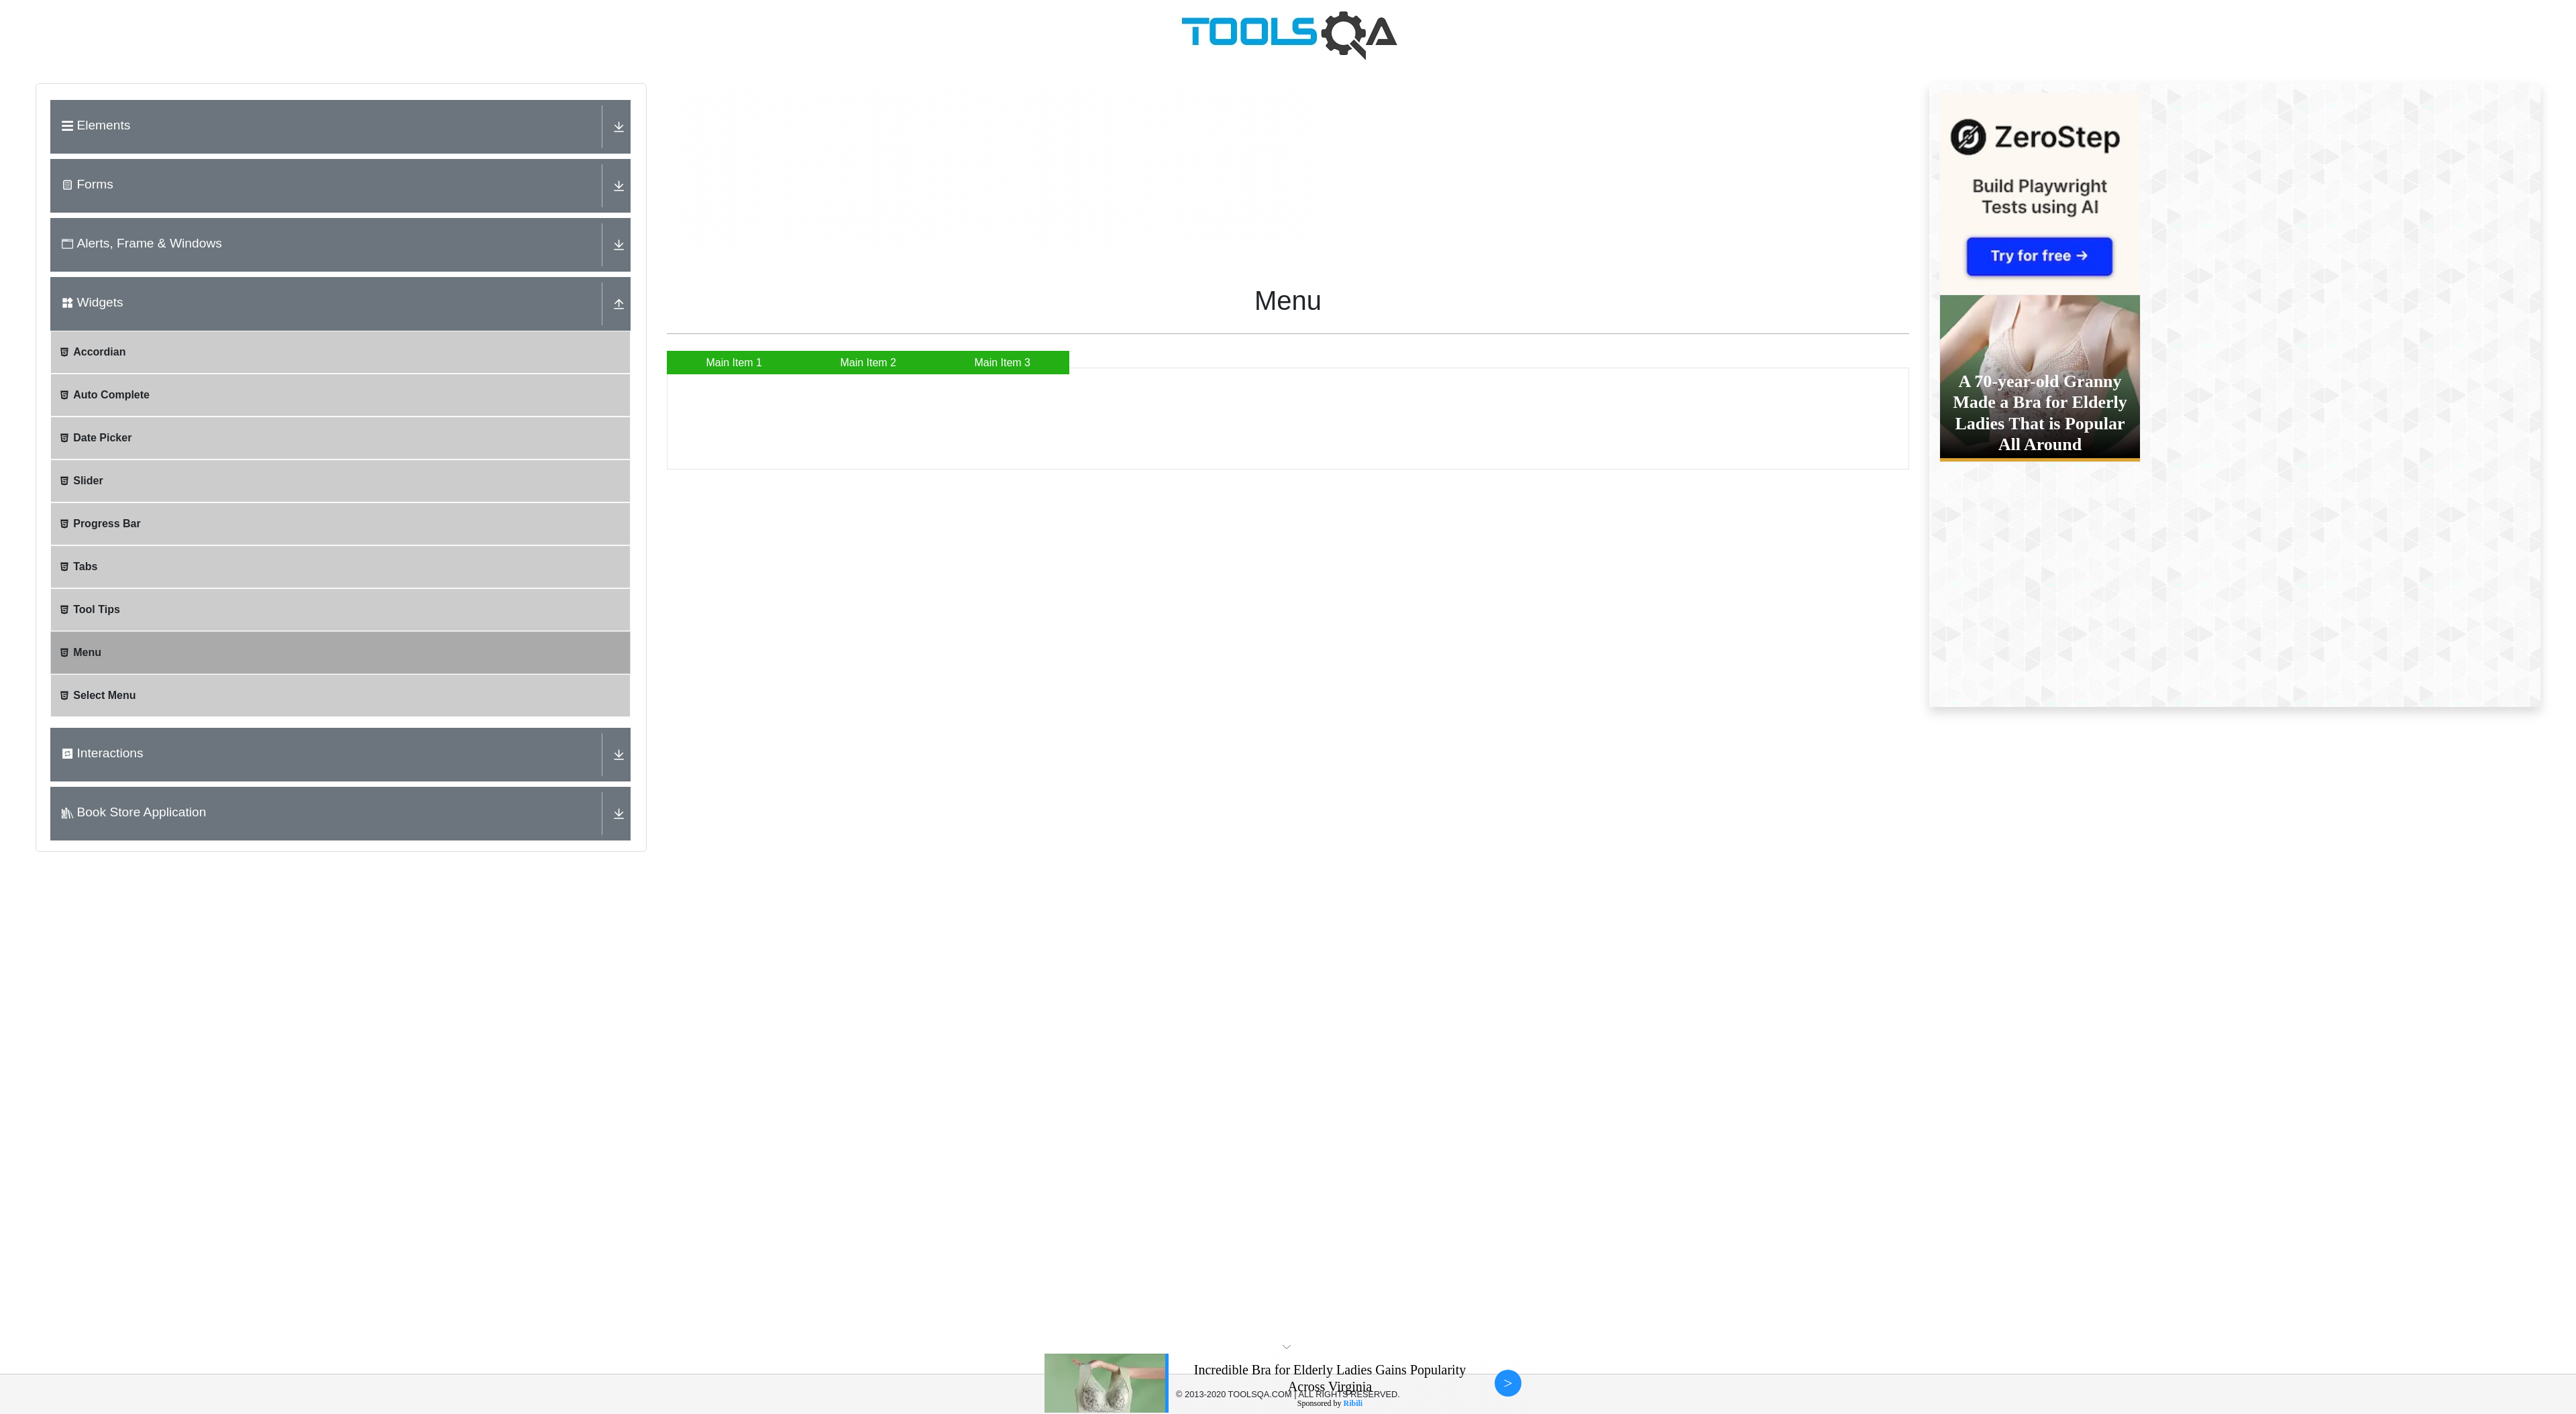 TOOLSQA
Elements
Forms
Alerts, Frame & Windows
Widgets
Accordian
Auto Complete
Date Picker
Slider
Progress Bar
Tabs
Tool Tips
Menu
Select Menu
Interactions
Book Store Application
Menu
Main Item 1
Main Item 2
Main Item 3
ZeroStep
Build Playwright
Tests using AI
Try for free →
A 70-year-old Granny
Made a Bra for Elderly
Ladies That is Popular
All Around
Incredible Bra for Elderly Ladies Gains Popularity
Across Virginia
© 2013-2020 TOOLSQA.COM | ALL RIGHTS RESERVED.
Sponsored by Ribili
>